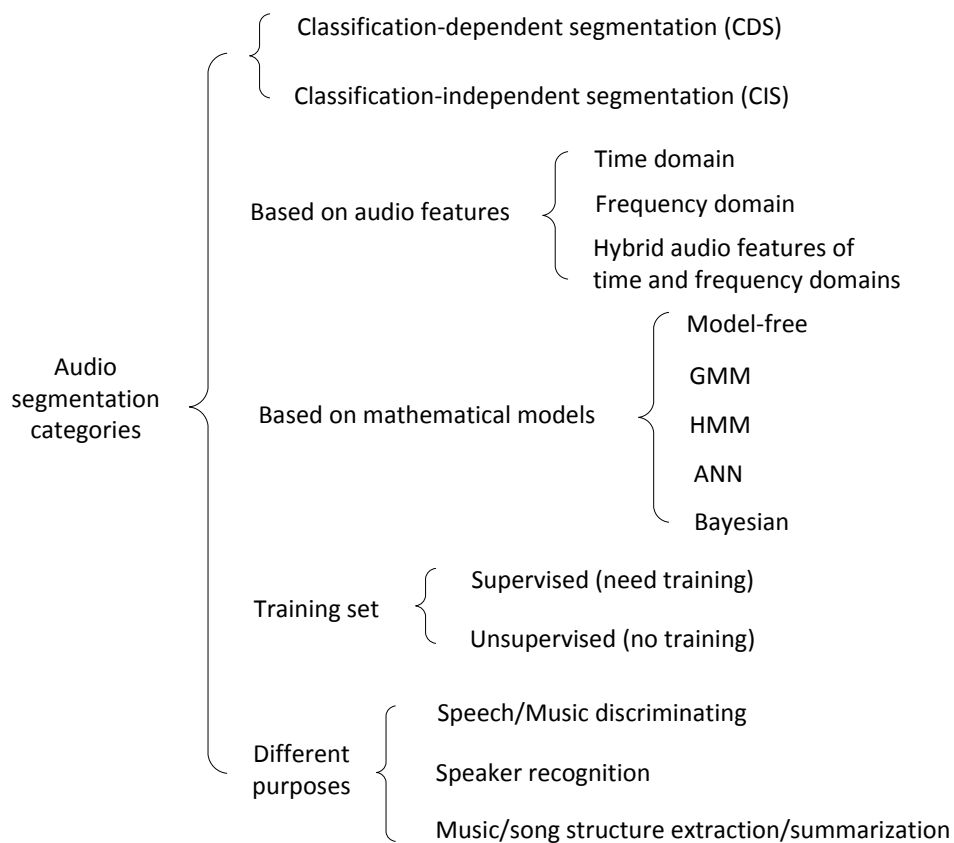 Classification-dependent segmentation (CDS)
Classification-independent segmentation (CIS)
Based on audio features
Time domain
Frequency domain
Hybrid audio features of
time and frequency domains
Audio
segmentation
categories
Based on mathematical models
Model-free
GMM
HMM
ANN
Bayesian
Training set
Supervised (need training)
Unsupervised (no training)
Different
purposes
Speech/Music discriminating
Speaker recognition
Music/song structure extraction/summarization